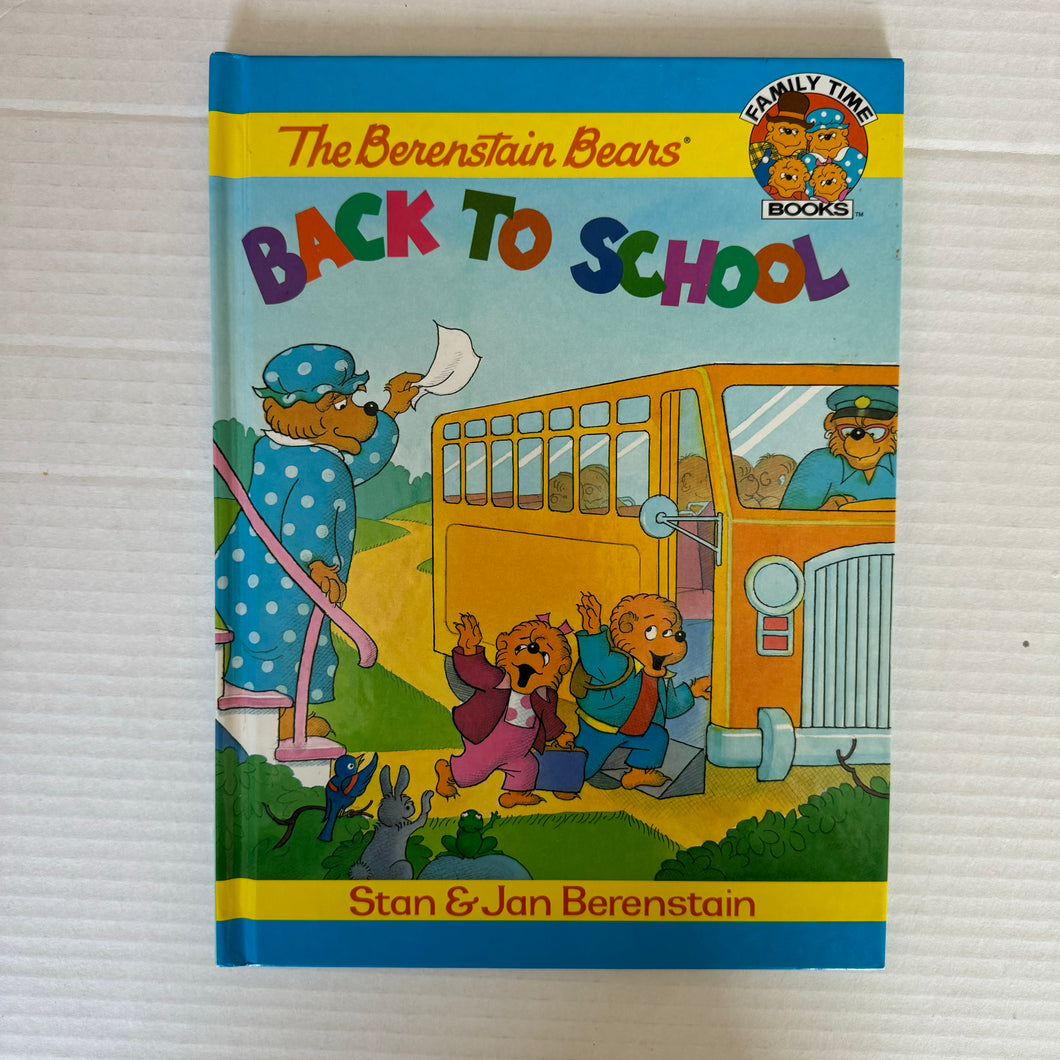 The Berenstain Bears®
FAMILY TIME
BOOKS™
BACK TO SCHOOL
Stan & Jan Berenstain